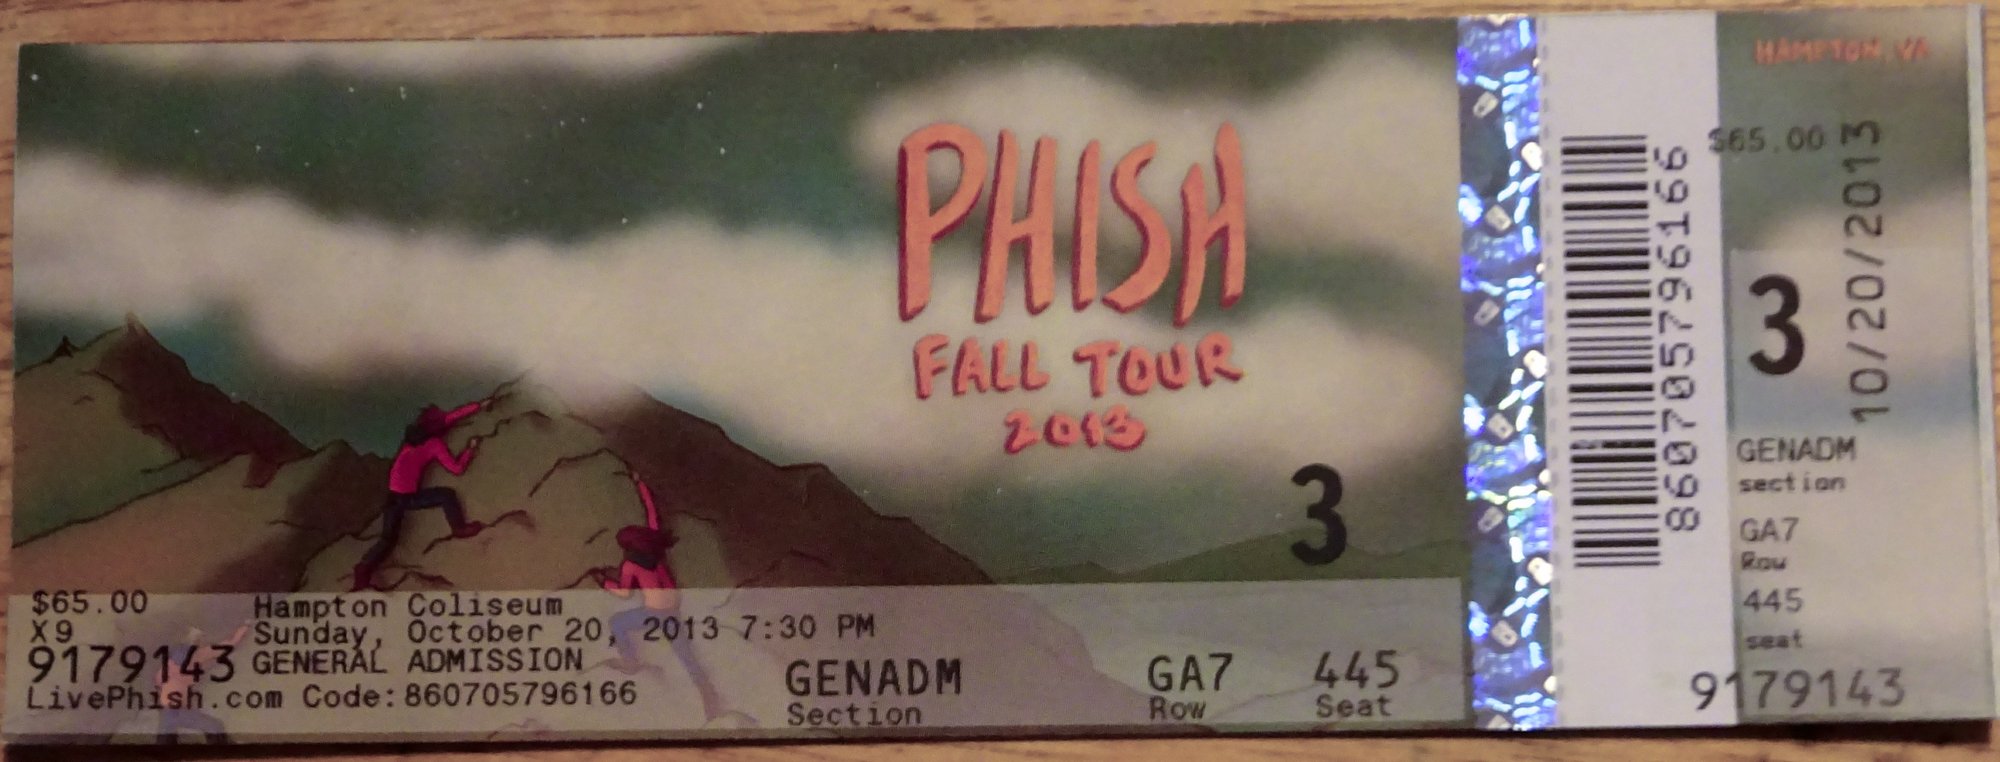 PHISH
FALL TOUR
2013
3
$65.00
X9
9179143
Hampton Coliseum
Sunday, October 20, 2013 7:30 PM
GENERAL ADMISSION
LivePhish.com Code:860705796166
GENADM
Section
GA7
Row
445
Seat
860705796166
HAMPTON, VA
$65.00
10/20/2013
3
GENADM
section
GA7
Row
445
seat
9179143